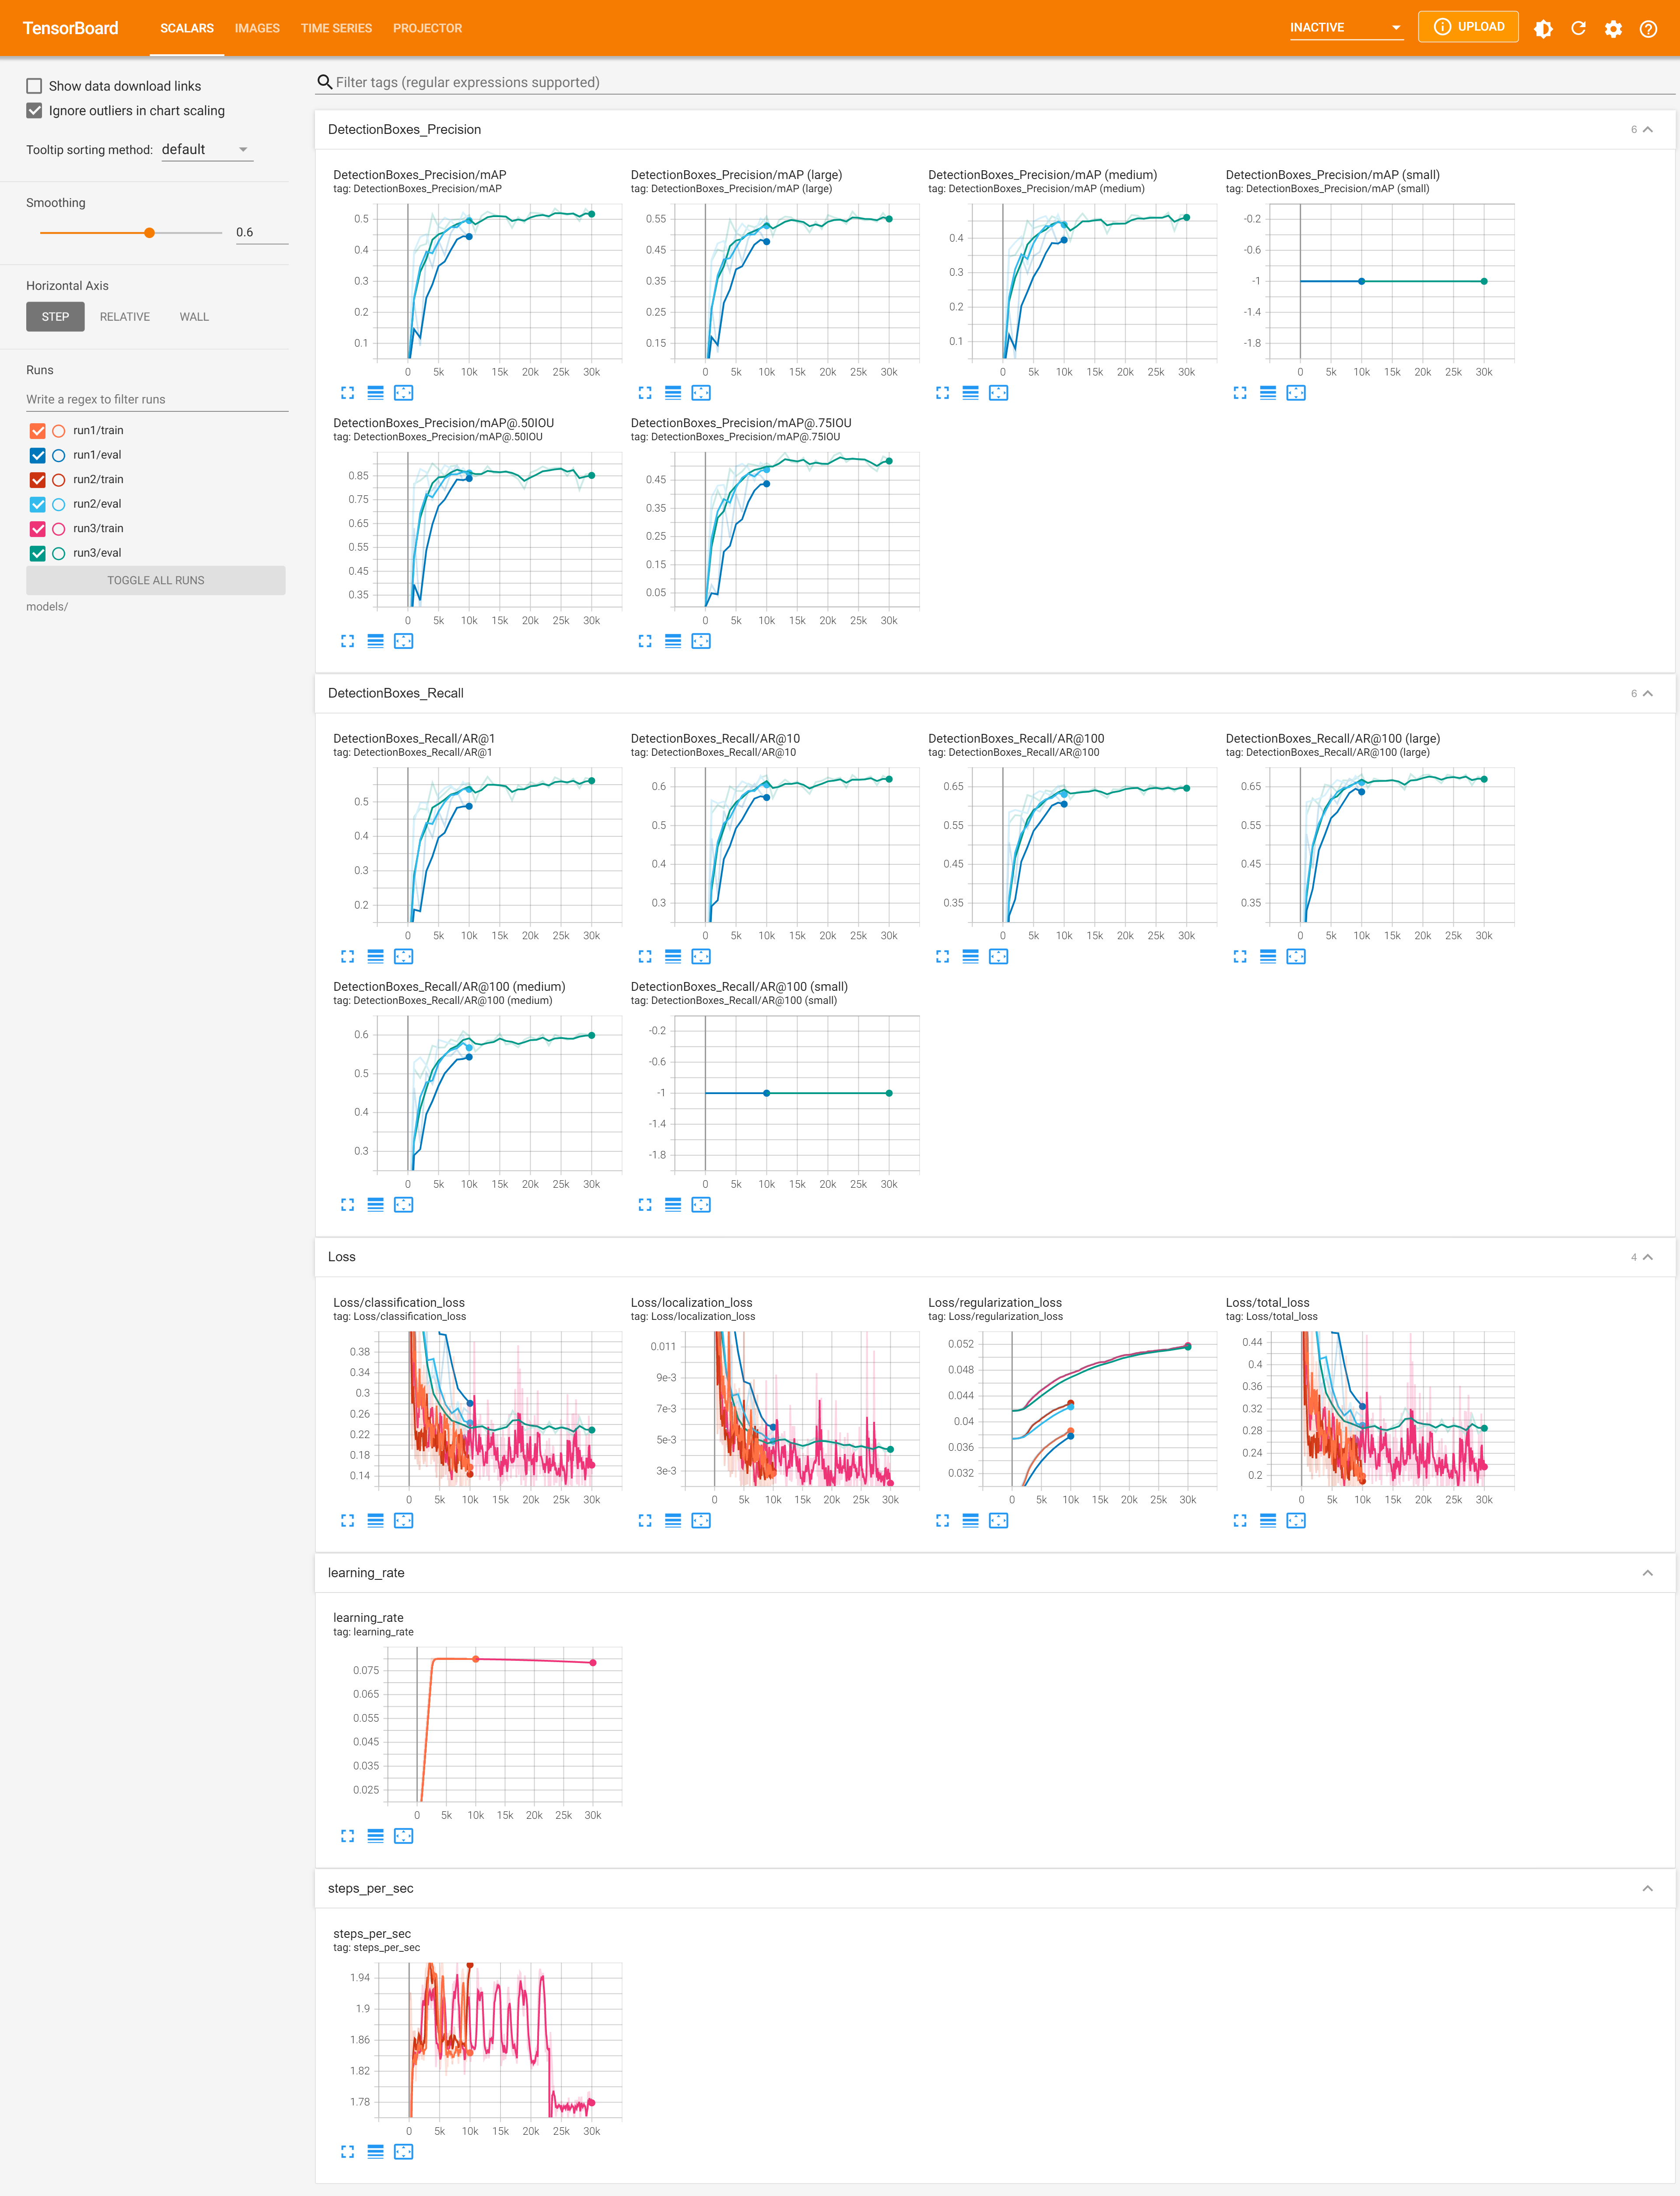 TensorBoard
SCALARS IMAGES TIME SERIES PROJECTOR
INACTIVE
UPLOAD
Show data download links
Ignore outliers in chart scaling
Tooltip sorting method: default
Smoothing
0.6
Horizontal Axis
STEP RELATIVE WALL
Runs
Write a regex to filter runs
run1/train
run1/eval
run2/train
run2/eval
run3/train
run3/eval
TOGGLE ALL RUNS
models/
Filter tags (regular expressions supported)
DetectionBoxes_Precision 6
DetectionBoxes_Precision/mAP
tag: DetectionBoxes_Precision/mAP
0.5
0.4
0.3
0.2
0.1
0 5k 10k 15k 20k 25k 30k
DetectionBoxes_Precision/mAP (large)
tag: DetectionBoxes_Precision/mAP (large)
0.55
0.45
0.35
0.25
0.15
0 5k 10k 15k 20k 25k 30k
DetectionBoxes_Precision/mAP (medium)
tag: DetectionBoxes_Precision/mAP (medium)
0.4
0.3
0.2
0.1
0 5k 10k 15k 20k 25k 30k
DetectionBoxes_Precision/mAP (small)
tag: DetectionBoxes_Precision/mAP (small)
-0.2
-0.6
-1
-1.4
-1.8
0 5k 10k 15k 20k 25k 30k
DetectionBoxes_Precision/mAP@.50IOU
tag: DetectionBoxes_Precision/mAP@.50IOU
0.85
0.75
0.65
0.55
0.45
0.35
0 5k 10k 15k 20k 25k 30k
DetectionBoxes_Precision/mAP@.75IOU
tag: DetectionBoxes_Precision/mAP@.75IOU
0.45
0.35
0.25
0.15
0.05
0 5k 10k 15k 20k 25k 30k
DetectionBoxes_Recall 6
DetectionBoxes_Recall/AR@1
tag: DetectionBoxes_Recall/AR@1
0.5
0.4
0.3
0.2
0 5k 10k 15k 20k 25k 30k
DetectionBoxes_Recall/AR@10
tag: DetectionBoxes_Recall/AR@10
0.6
0.5
0.4
0.3
0 5k 10k 15k 20k 25k 30k
DetectionBoxes_Recall/AR@100
tag: DetectionBoxes_Recall/AR@100
0.65
0.55
0.45
0.35
0 5k 10k 15k 20k 25k 30k
DetectionBoxes_Recall/AR@100 (large)
tag: DetectionBoxes_Recall/AR@100 (large)
0.65
0.55
0.45
0.35
0 5k 10k 15k 20k 25k 30k
DetectionBoxes_Recall/AR@100 (medium)
tag: DetectionBoxes_Recall/AR@100 (medium)
0.6
0.5
0.4
0.3
0 5k 10k 15k 20k 25k 30k
DetectionBoxes_Recall/AR@100 (small)
tag: DetectionBoxes_Recall/AR@100 (small)
-0.2
-0.6
-1
-1.4
-1.8
0 5k 10k 15k 20k 25k 30k
Loss 4
Loss/classification_loss
tag: Loss/classification_loss
0.38
0.34
0.3
0.26
0.22
0.18
0.14
0 5k 10k 15k 20k 25k 30k
Loss/localization_loss
tag: Loss/localization_loss
0.011
9e-3
7e-3
5e-3
3e-3
0 5k 10k 15k 20k 25k 30k
Loss/regularization_loss
tag: Loss/regularization_loss
0.052
0.048
0.044
0.04
0.036
0.032
0 5k 10k 15k 20k 25k 30k
Loss/total_loss
tag: Loss/total_loss
0.44
0.4
0.36
0.32
0.28
0.24
0.2
0 5k 10k 15k 20k 25k 30k
learning_rate
learning_rate
tag: learning_rate
0.075
0.065
0.055
0.045
0.035
0.025
0 5k 10k 15k 20k 25k 30k
steps_per_sec
steps_per_sec
tag: steps_per_sec
1.94
1.9
1.86
1.82
1.78
0 5k 10k 15k 20k 25k 30k